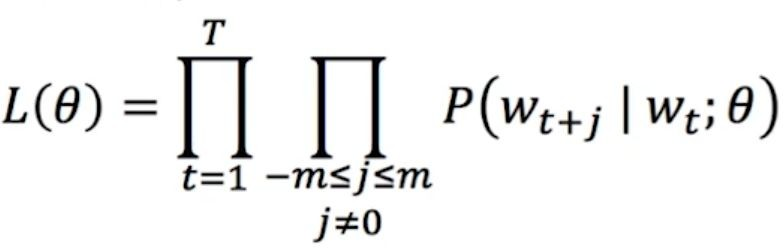 L(θ) = ∏_{t=1}^{T} ∏_{-m≤j≤m, j≠0} P(w_{t+j} | w_t; θ)